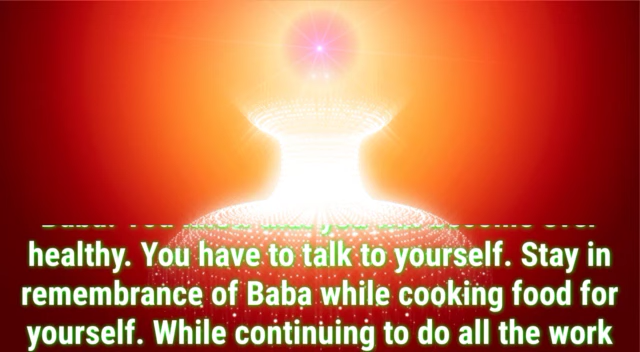 healthy. You have to talk to yourself. Stay in
remembrance of Baba while cooking food for
yourself. While continuing to do all the work